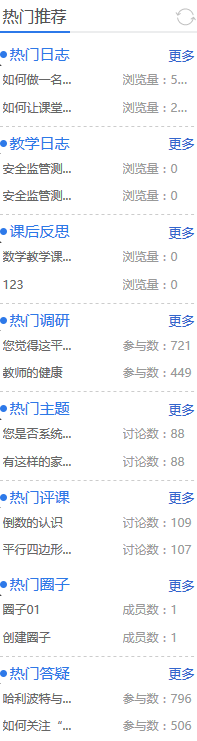 热门推荐
热门日志 更多
如何做一名... 浏览量：5...
如何让课堂... 浏览量：2...
教学日志 更多
安全监管测... 浏览量：0
安全监管测... 浏览量：0
课后反思 更多
数学教学课... 浏览量：0
123 浏览量：0
热门调研 更多
您觉得这平... 参与数：721
教师的健康 参与数：449
热门主题 更多
您是否系统... 讨论数：88
有这样的家... 讨论数：88
热门评课 更多
倒数的认识 讨论数：109
平行四边形... 讨论数：107
热门圈子 更多
圈子01 成员数：1
创建圈子 成员数：1
热门答疑 更多
哈利波特与... 参与数：796
如何关注“... 参与数：506